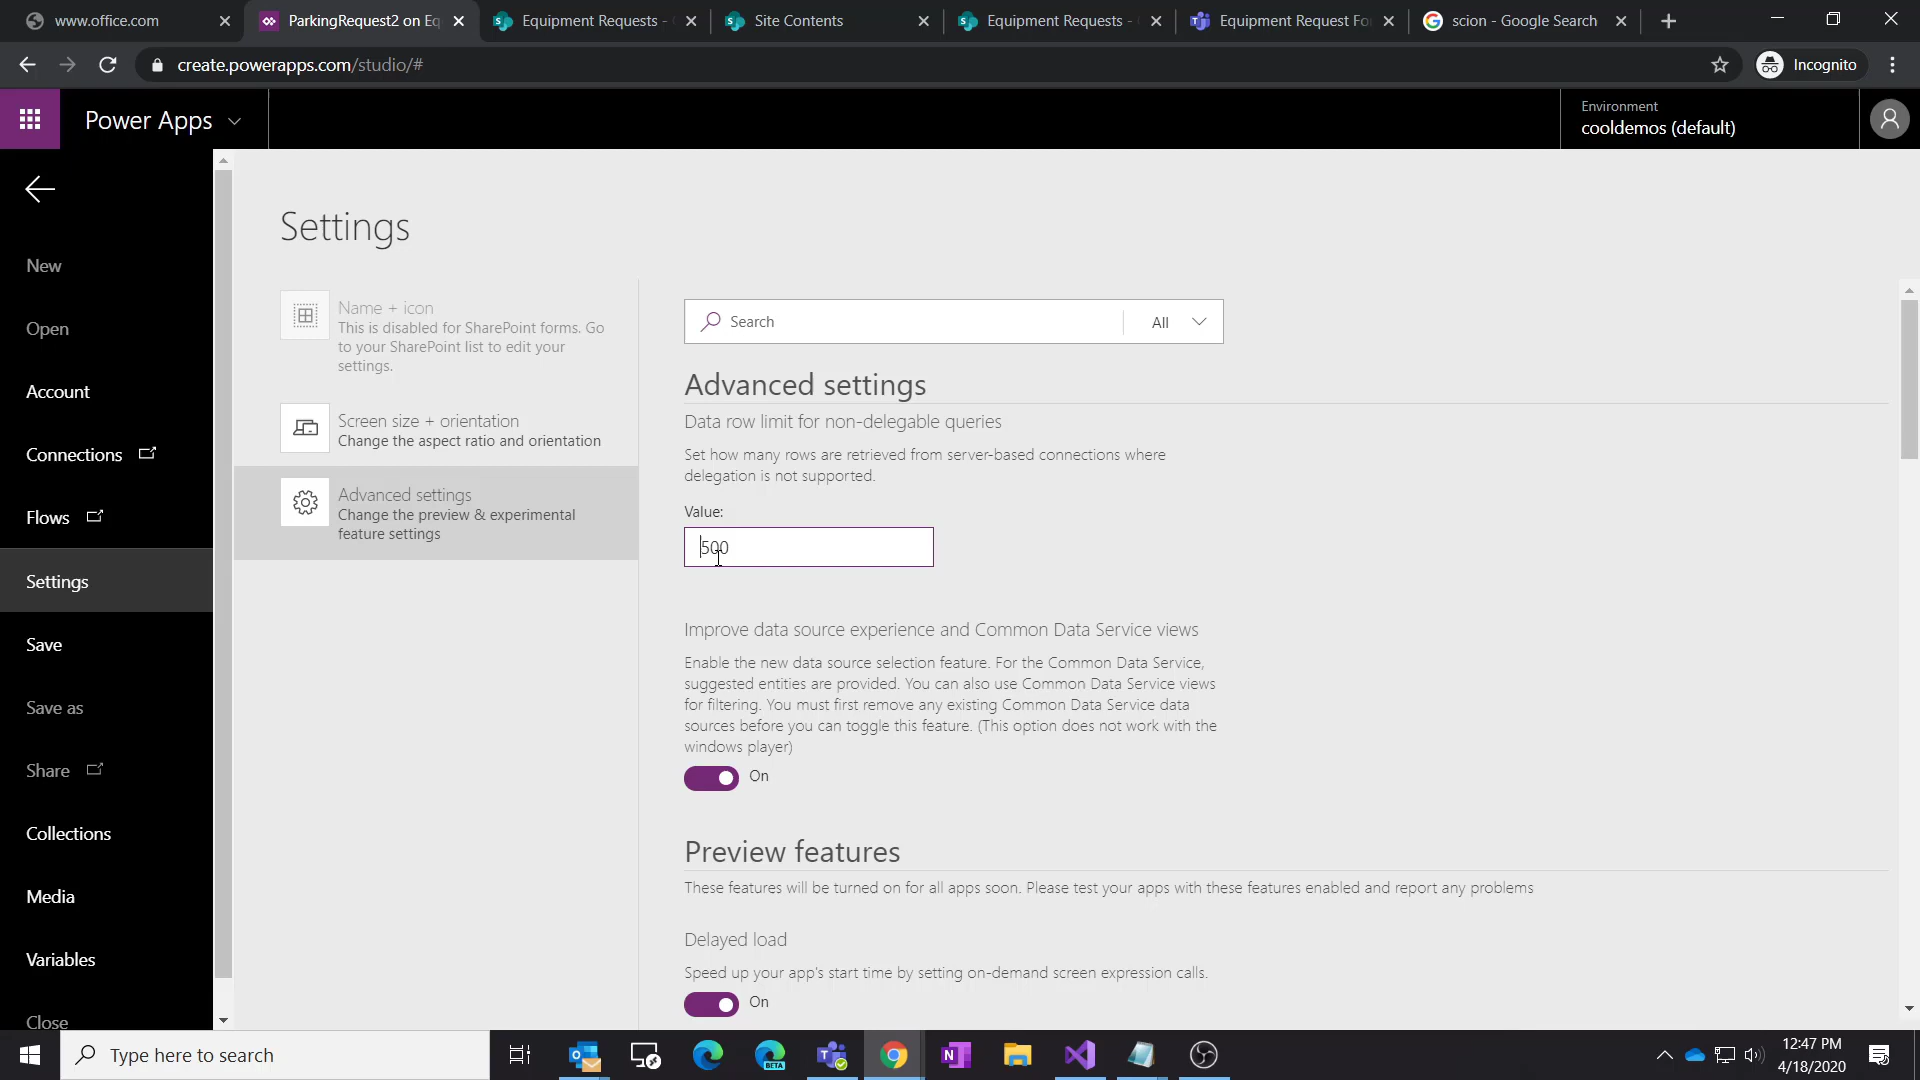 www.office.com
ParkingRequest2 on Eq
Equipment Requests -
Site Contents
Equipment Requests -
Equipment Request Fo
scion - Google Search
create.powerapps.com/studio/#
Incognito
Power Apps
Environment
cooldemos (default)
New
Open
Account
Connections
Flows
Settings
Save
Save as
Share
Collections
Media
Variables
Close
Settings
Name + icon
This is disabled for SharePoint forms. Go
to your SharePoint list to edit your
settings.
Screen size + orientation
Change the aspect ratio and orientation
Advanced settings
Change the preview & experimental
feature settings
Search
All
Advanced settings
Data row limit for non-delegable queries
Set how many rows are retrieved from server-based connections where
delegation is not supported.
Value:
500
Improve data source experience and Common Data Service views
Enable the new data source selection feature. For the Common Data Service,
suggested entities are provided. You can also use Common Data Service views
for filtering. You must first remove any existing Common Data Service data
sources before you can toggle this feature. (This option does not work with the
windows player)
On
Preview features
These features will be turned on for all apps soon. Please test your apps with these features enabled and report any problems
Delayed load
Speed up your app's start time by setting on-demand screen expression calls.
On
Type here to search
BETA
12:47 PM
4/18/2020